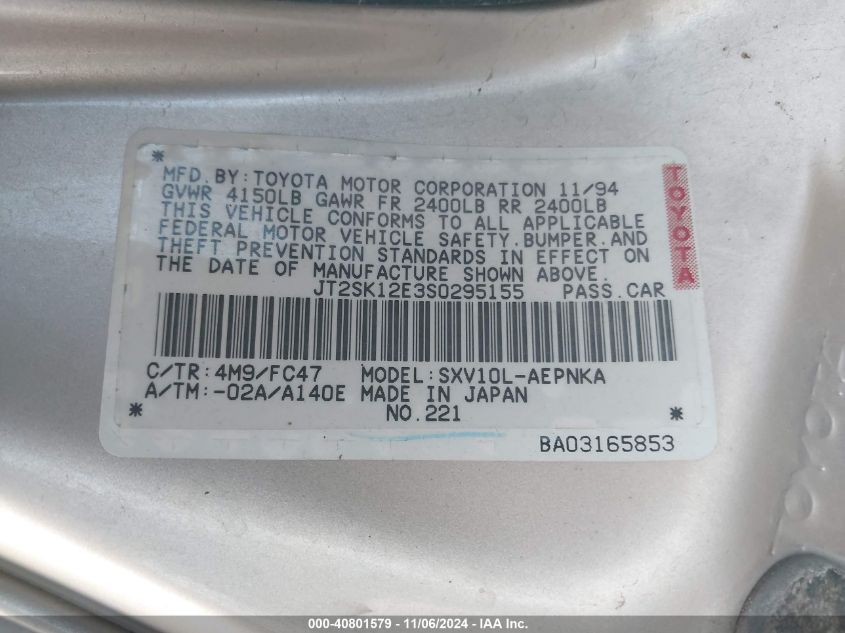 MFD.BY:TOYOTA MOTOR CORPORATION 11/94
GVWR 4150LB GAWR FR 2400LB RR 2400LB
THIS VEHICLE CONFORMS TO ALL APPLICABLE
FEDERAL MOTOR VEHICLE SAFETY.BUMPER.AND
THEFT PREVENTION STANDARDS IN EFFECT ON
THE DATE OF MANUFACTURE SHOWN ABOVE.
JT2SK12E3S0295155 PASS.CAR
TOYOTA
C/TR:4M9/FC47 MODEL:SXV10L-AEPNKA
A/TM:-02A/A140E MADE IN JAPAN
NO.221
BA03165853
000-40801579 - 11/06/2024 - IAA Inc.